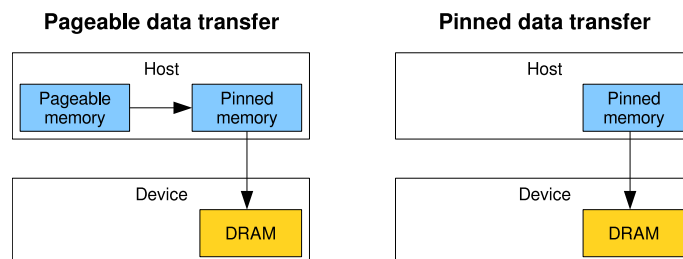 Pageable data transfer
Host
Pageable
memory
Pinned
memory
Device
DRAM
Pinned data transfer
Host
Pinned
memory
Device
DRAM